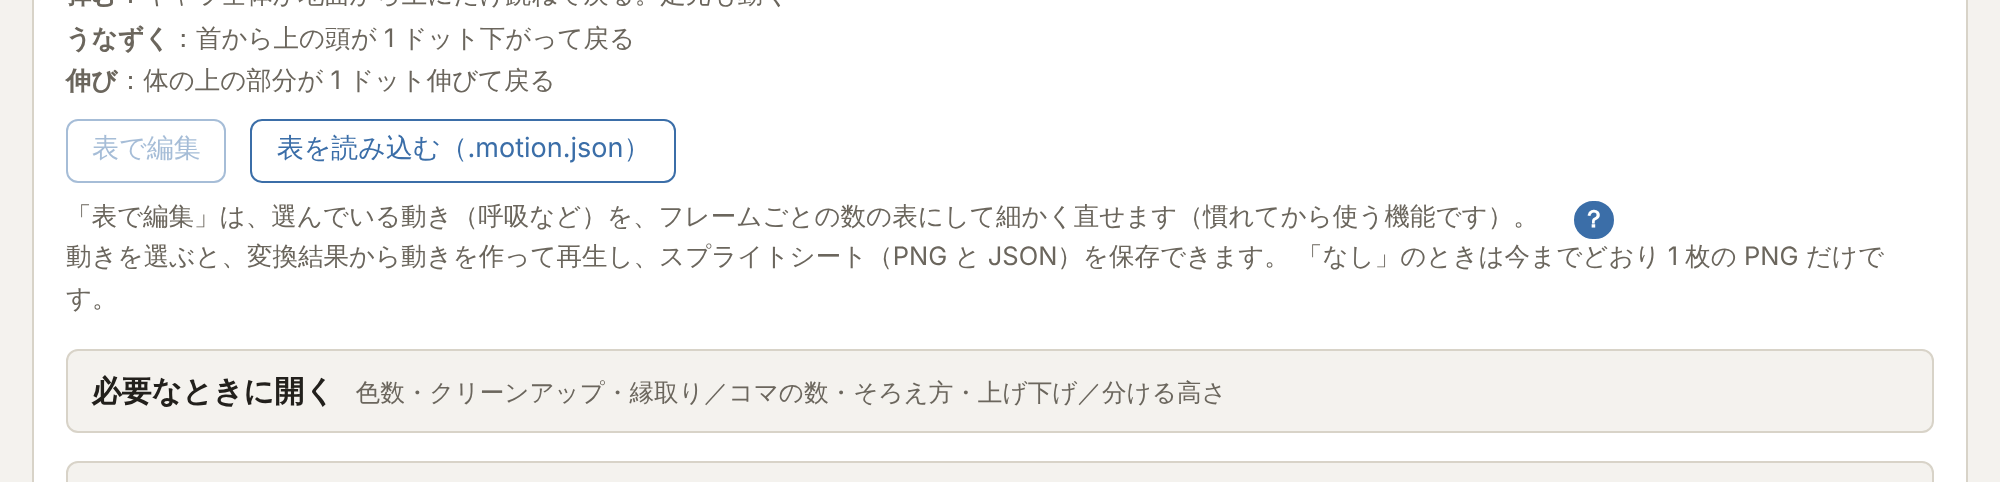 うなずく：首から上の頭が 1 ドット下がって戻る
伸び：体の上の部分が 1 ドット伸びて戻る
表で編集
表を読み込む（.motion.json）
「表で編集」は、選んでいる動き（呼吸など）を、フレームごとの数の表にして細かく直せます（慣れてから使う機能です）。 ?
動きを選ぶと、変換結果から動きを作って再生し、スプライトシート（PNG と JSON）を保存できます。 「なし」のときは今までどおり 1 枚の PNG だけで
す。
必要なときに開く 色数・クリーンアップ・縁取り／コマの数・そろえ方・上げ下げ／分ける高さ